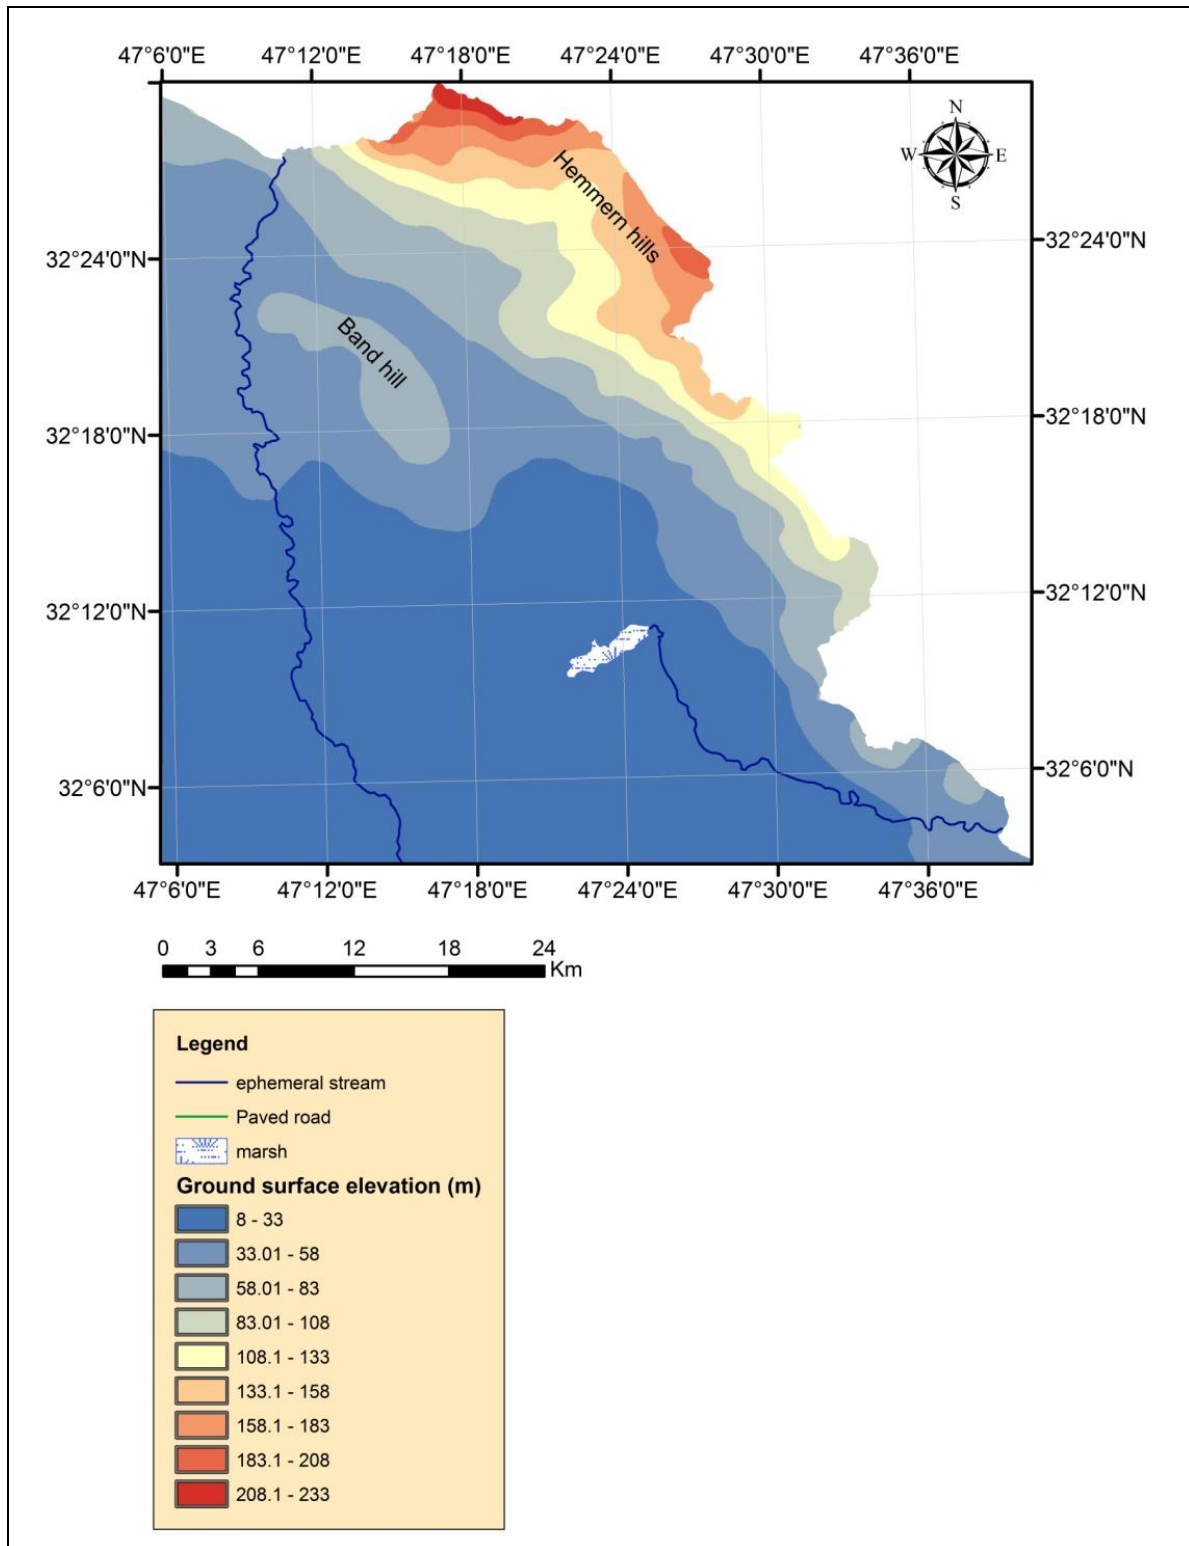 47°6'0"E 47°12'0"E 47°18'0"E 47°24'0"E 47°30'0"E 47°36'0"E
N
W E
S
Hemmern hills
32°24'0"N 32°24'0"N
Band hill
32°18'0"N 32°18'0"N
32°12'0"N 32°12'0"N
32°6'0"N 32°6'0"N
47°6'0"E 47°12'0"E 47°18'0"E 47°24'0"E 47°30'0"E 47°36'0"E
0 3 6 12 18 24
Km
Legend
ephemeral stream
Paved road
marsh
Ground surface elevation (m)
8 - 33
33.01 - 58
58.01 - 83
83.01 - 108
108.1 - 133
133.1 - 158
158.1 - 183
183.1 - 208
208.1 - 233